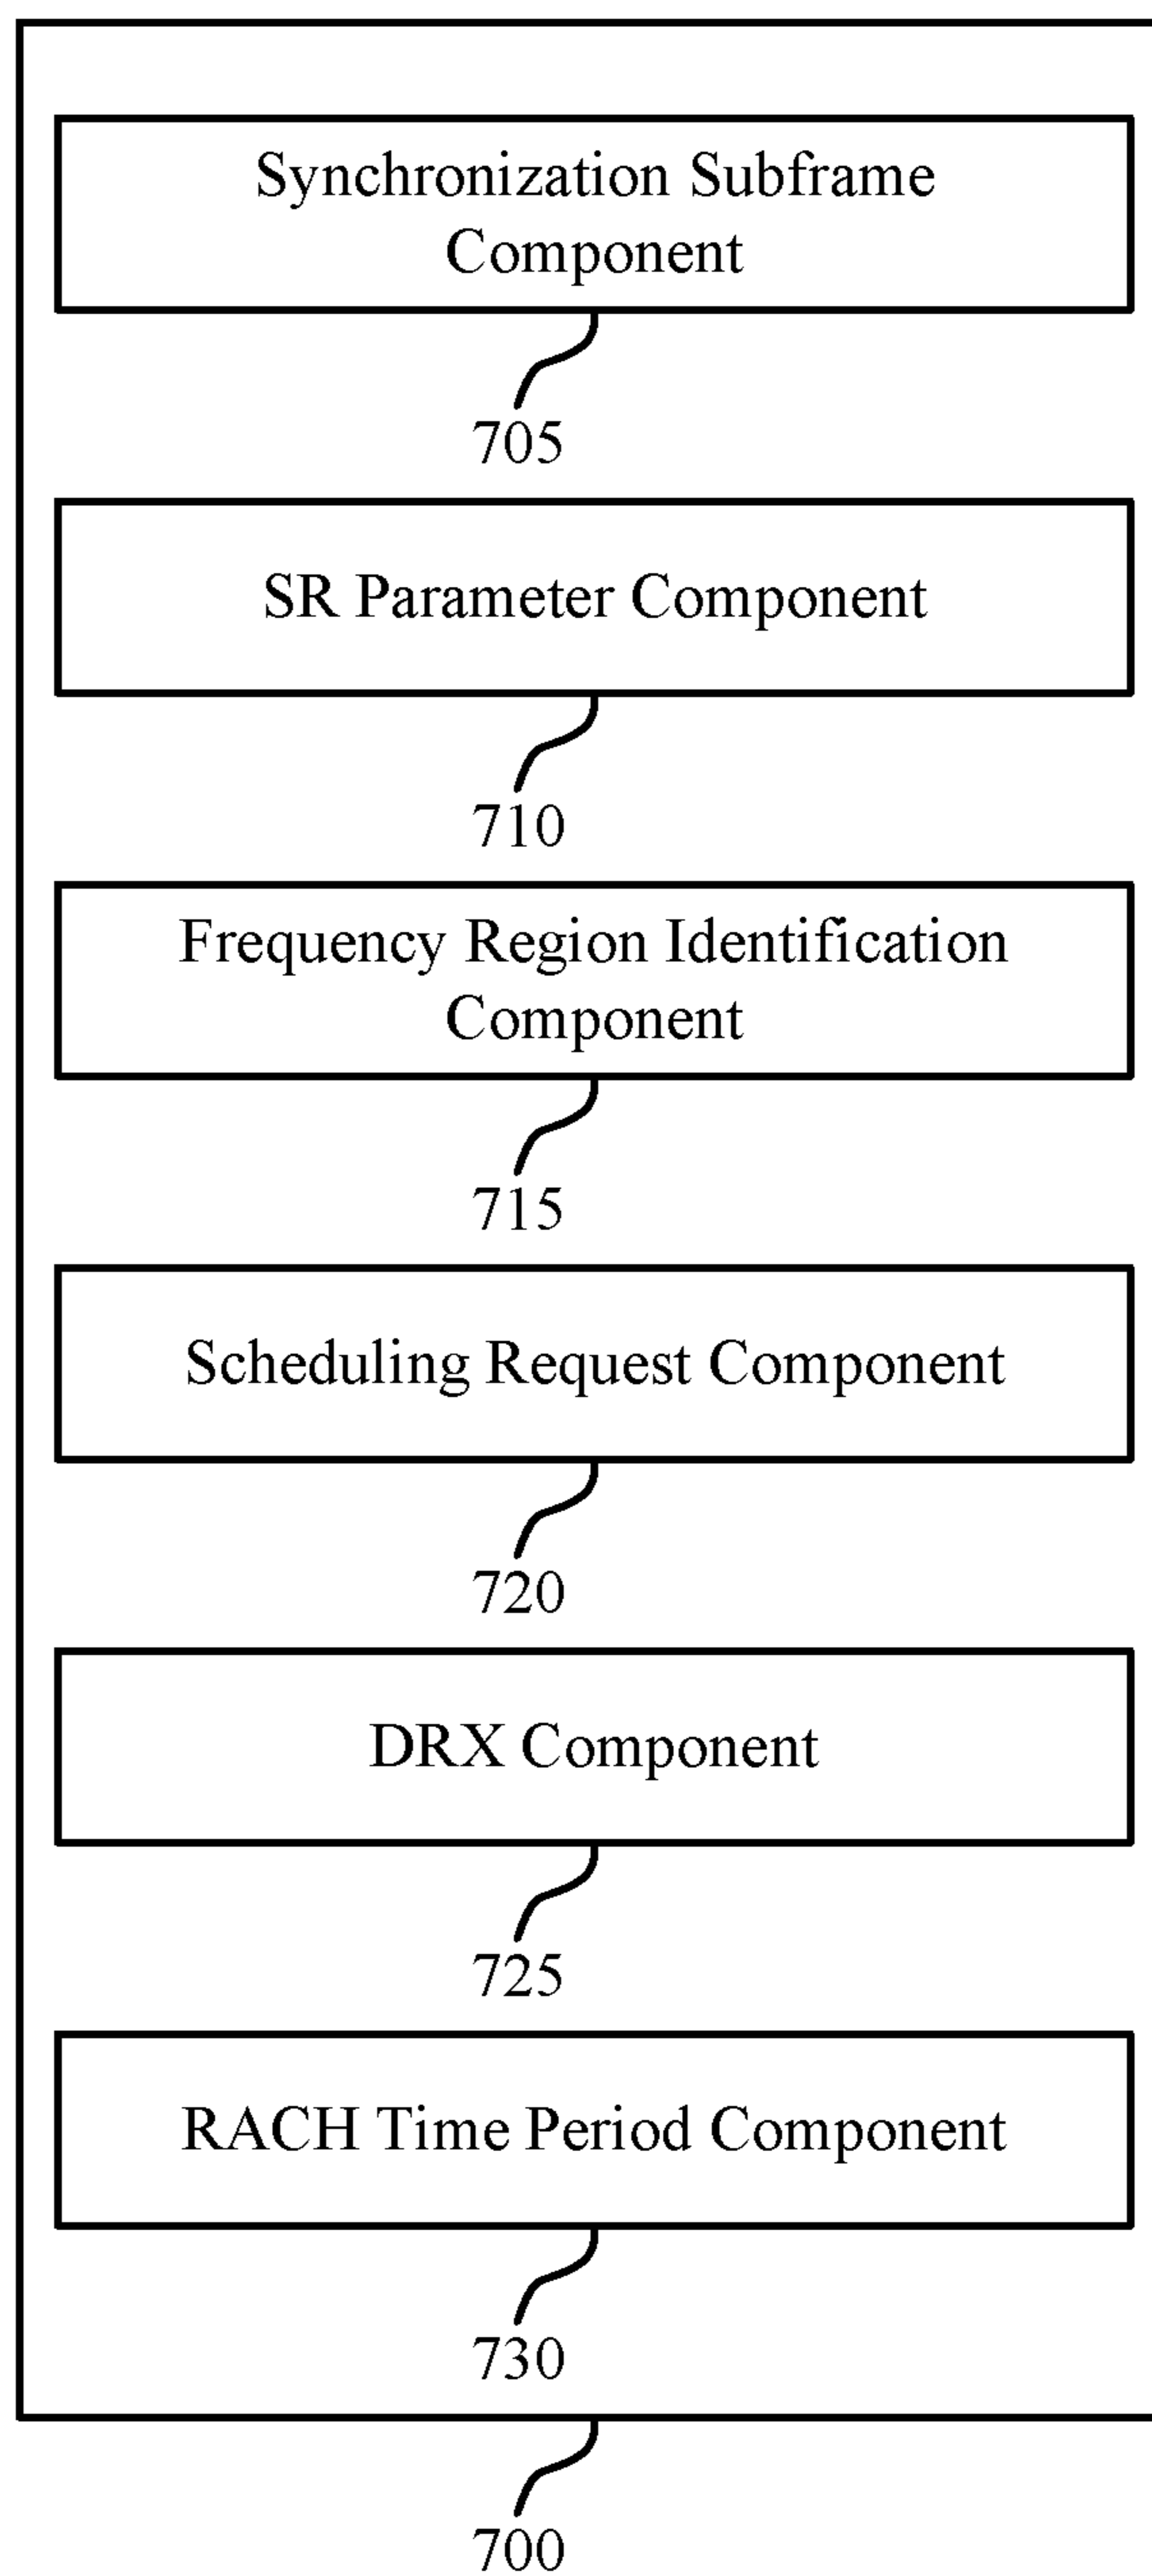 Synchronization Subframe
Component
705
SR Parameter Component
710
Frequency Region Identification
Component
715
Scheduling Request Component
720
DRX Component
725
RACH Time Period Component
730
700